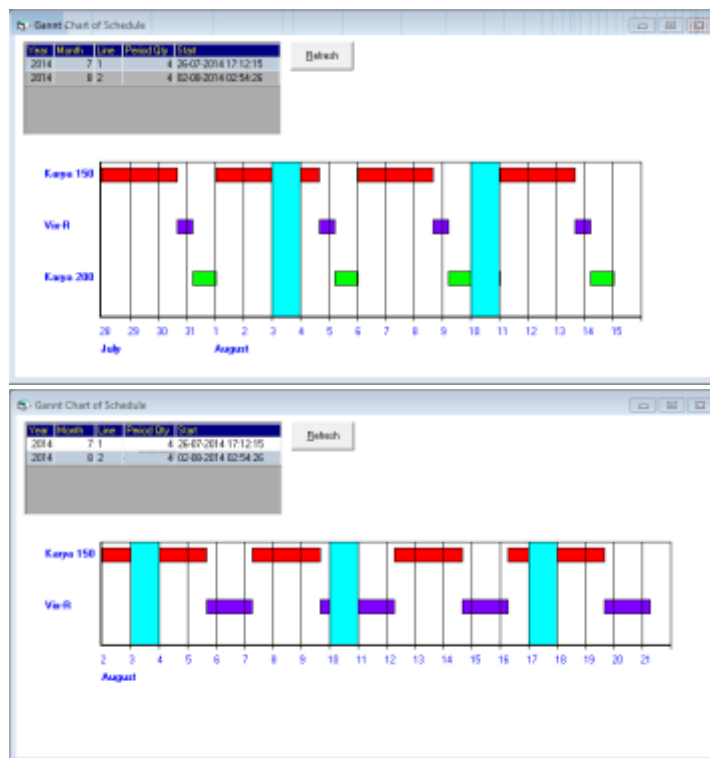 Gannt Chart of Schedule
Year Month Line Period Qty Start
2014 7 1 4 26-07-2014 17:12:15
2014 8 2 4 02-08-2014 02:54:26
Refresh
Karya 150
Vix-R
Karya 200
28 29 30 31 1 2 3 4 5 6 7 8 9 10 11 12 13 14 15
July August
Gannt Chart of Schedule
Year Month Line Period Qty Start
2014 7 1 4 26-07-2014 17:12:15
2014 8 2 4 02-08-2014 02:54:26
Refresh
Karya 150
Vix-R
2 3 4 5 6 7 8 9 10 11 12 13 14 15 16 17 18 19 20 21
August